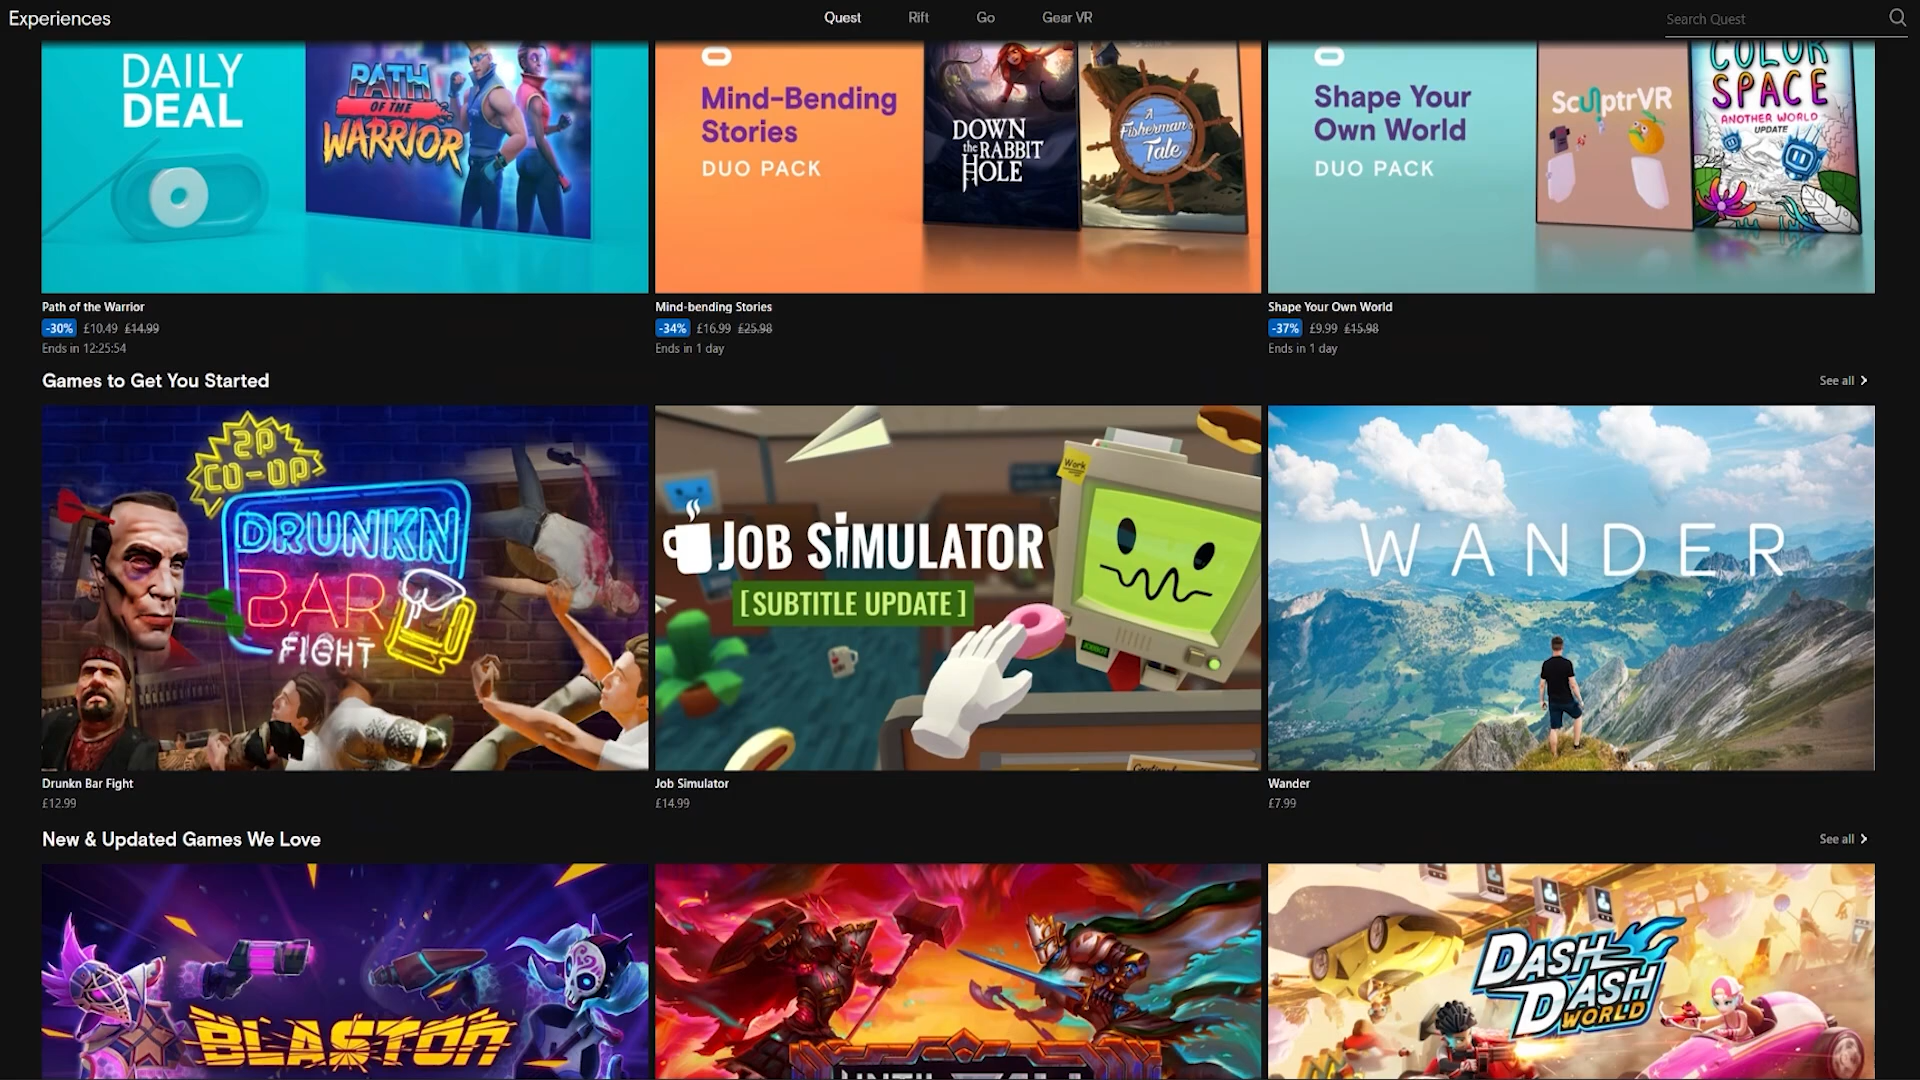 Experiences
Quest
Rift
Go
Gear VR
Search Quest
DAILY
DEAL
PATH
OF THE
WARRIOR
Mind-Bending
Stories
DUO PACK
DOWN
the RABBIT
HOLE
A
Fisherman's
Tale
Shape Your
Own World
DUO PACK
SculptrVR
COLOR
SPACE
ANOTHER WORLD
UPDATE
Path of the Warrior
-30% £10.49 £14.99
Ends in 12:25:54
Mind-bending Stories
-34% £16.99 £25.98
Ends in 1 day
Shape Your Own World
-37% £9.99 £15.98
Ends in 1 day
Games to Get You Started
See all
2P
CO-OP
DRUNKN
BAR
FIGHT
Work
JOB SIMULATOR
[SUBTITLE UPDATE]
JOBBOT
WANDER
Drunkn Bar Fight
£12.99
Job Simulator
£14.99
Wander
£7.99
New & Updated Games We Love
See all
BLASTON
UNTIL
DASH
DASH
WORLD